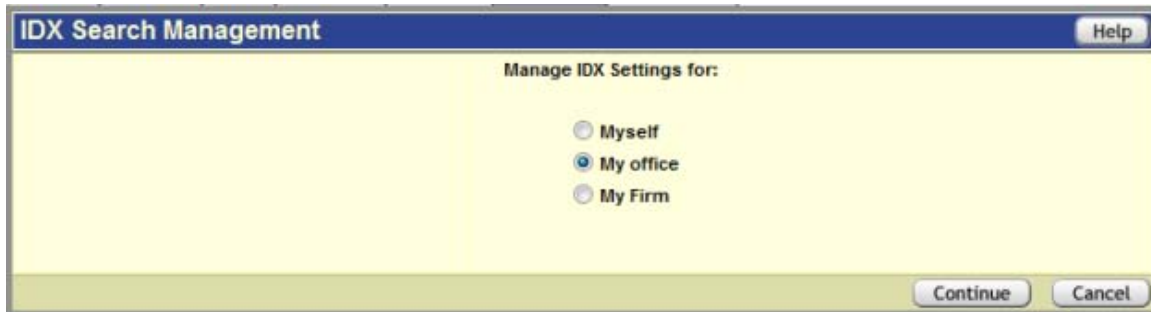 IDX Search Management
Help
Manage IDX Settings for:
Myself
My office
My Firm
Continue
Cancel